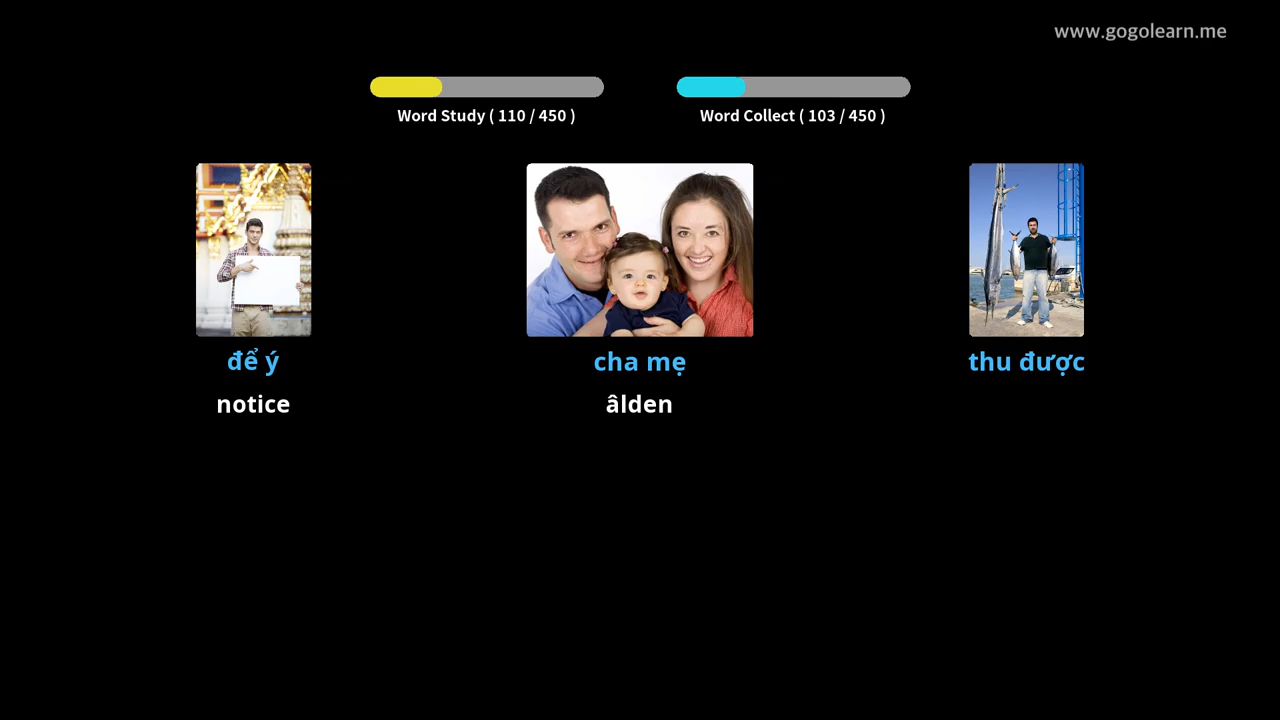 www.gogolearn.me
Word Study ( 110 / 450 )
Word Collect ( 103 / 450 )
để ý
cha mẹ
thu được
notice
âlden